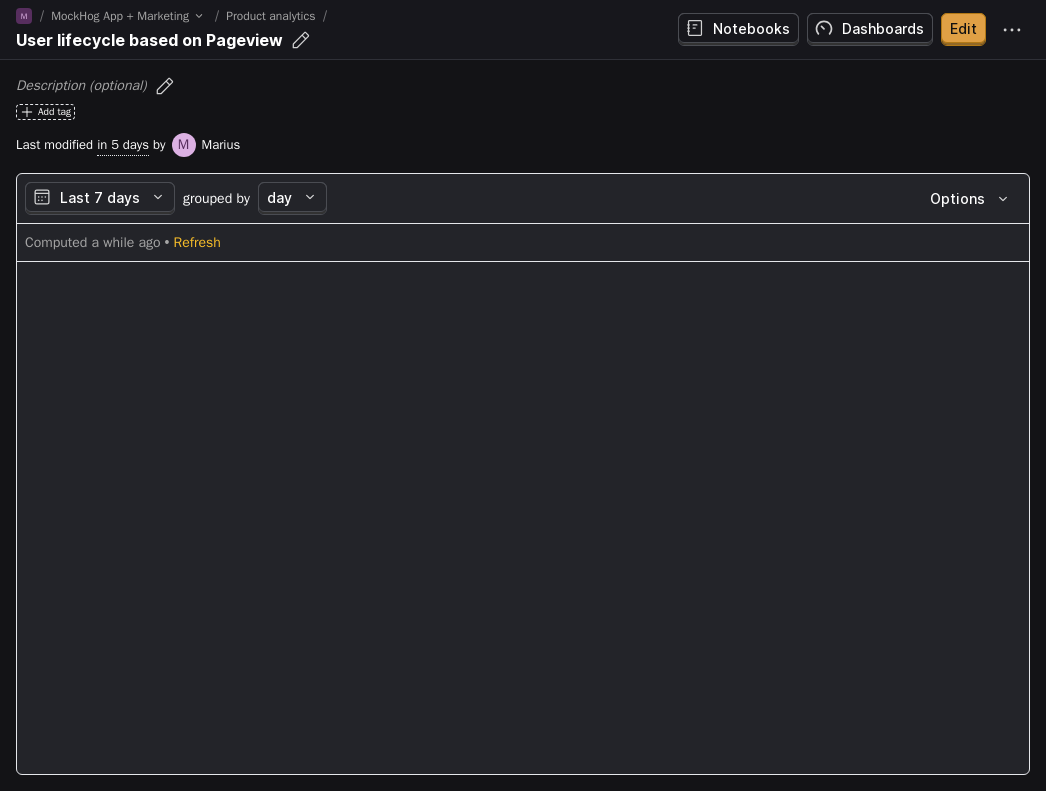 M / MockHog App + Marketing / Product analytics /
User lifecycle based on Pageview
Notebooks
Dashboards
Edit
Description (optional)
Add tag
Last modified in 5 days by M Marius
Last 7 days grouped by day
Options
Computed a while ago • Refresh